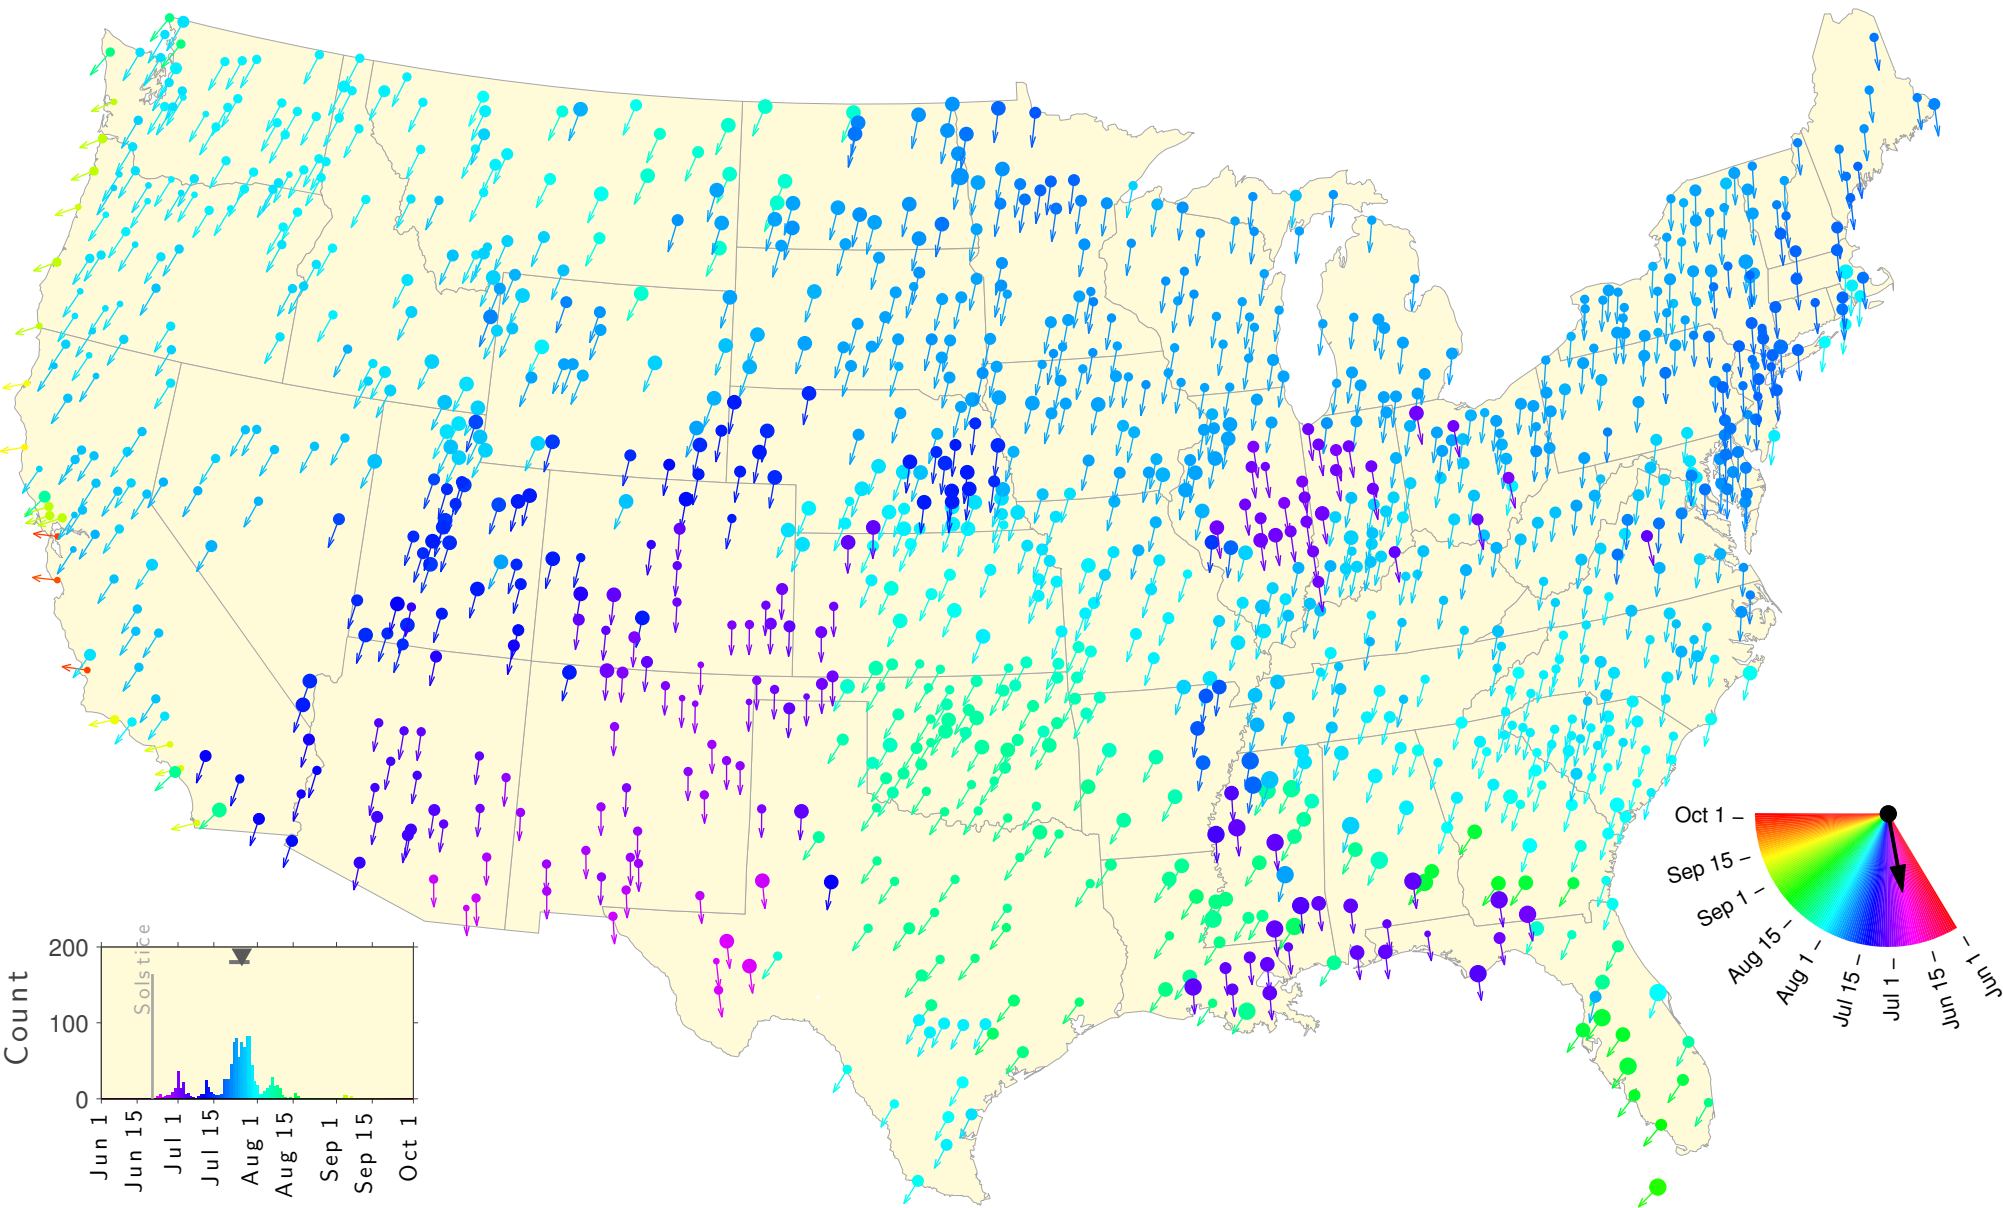 Oct 1 –
Sep 15 –
Sep 1 –
Aug 15 –
Aug 1 –
Jul 15 –
Jul 1 –
Jun 15 –
Jun 1 –
Count
200
100
0
Solstice
Jun 1
Jun 15
Jul 1
Jul 15
Aug 1
Aug 15
Sep 1
Sep 15
Oct 1